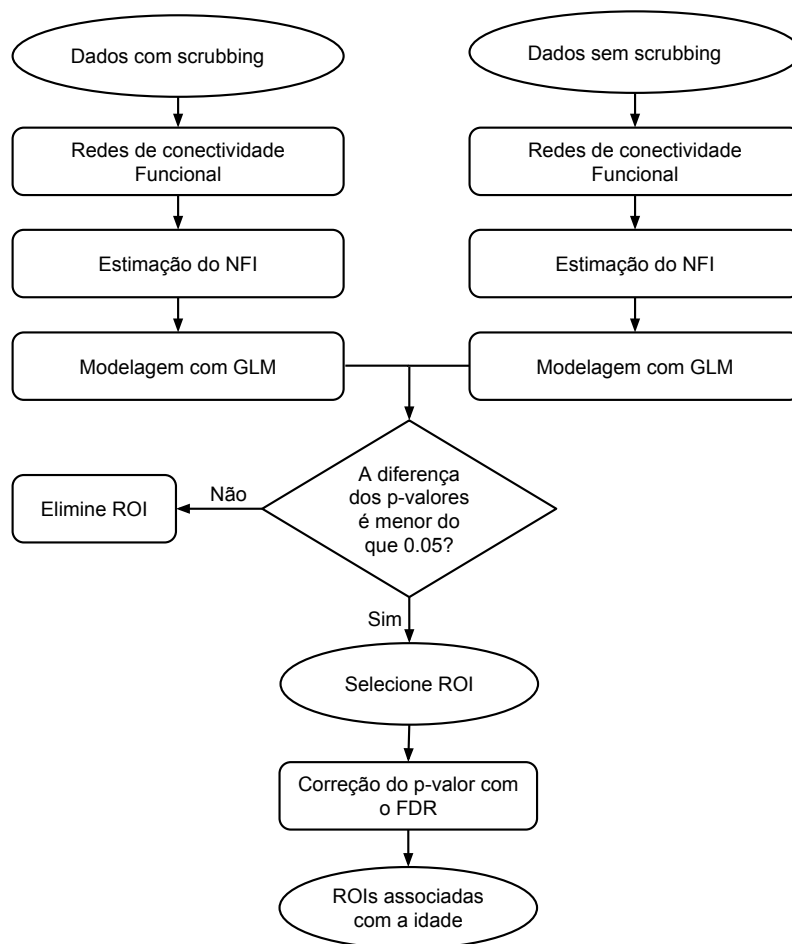 Dados com scrubbing
Dados sem scrubbing
Redes de conectividade
Funcional
Redes de conectividade
Funcional
Estimação do NFI
Estimação do NFI
Modelagem com GLM
Modelagem com GLM
A diferença
dos p-valores
é menor do
que 0.05?
Não
Elimine ROI
Sim
Selecione ROI
Correção do p-valor com
o FDR
ROIs associadas
com a idade